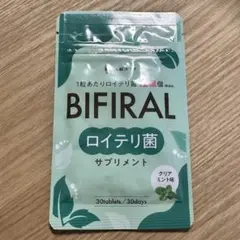 1粒あたりロイテリ菌
BIFIRAL
ロイテリ菌
サプリメント
クリア
ミント味
30tablets / 30days